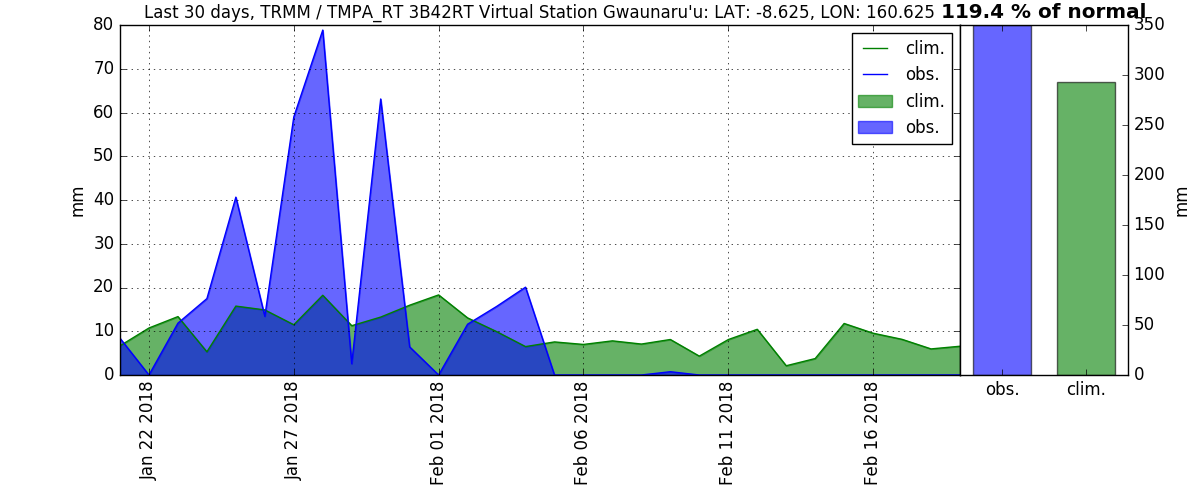 Last 30 days, TRMM / TMPA_RT 3B42RT Virtual Station Gwaunaru'u: LAT: -8.625, LON: 160.625 119.4 % of normal
80
70
60
50
40
30
20
10
0
mm
clim.
obs.
clim.
obs.
Jan 22 2018
Jan 27 2018
Feb 01 2018
Feb 06 2018
Feb 11 2018
Feb 16 2018
350
300
250
200
150
100
50
0
mm
obs.
clim.